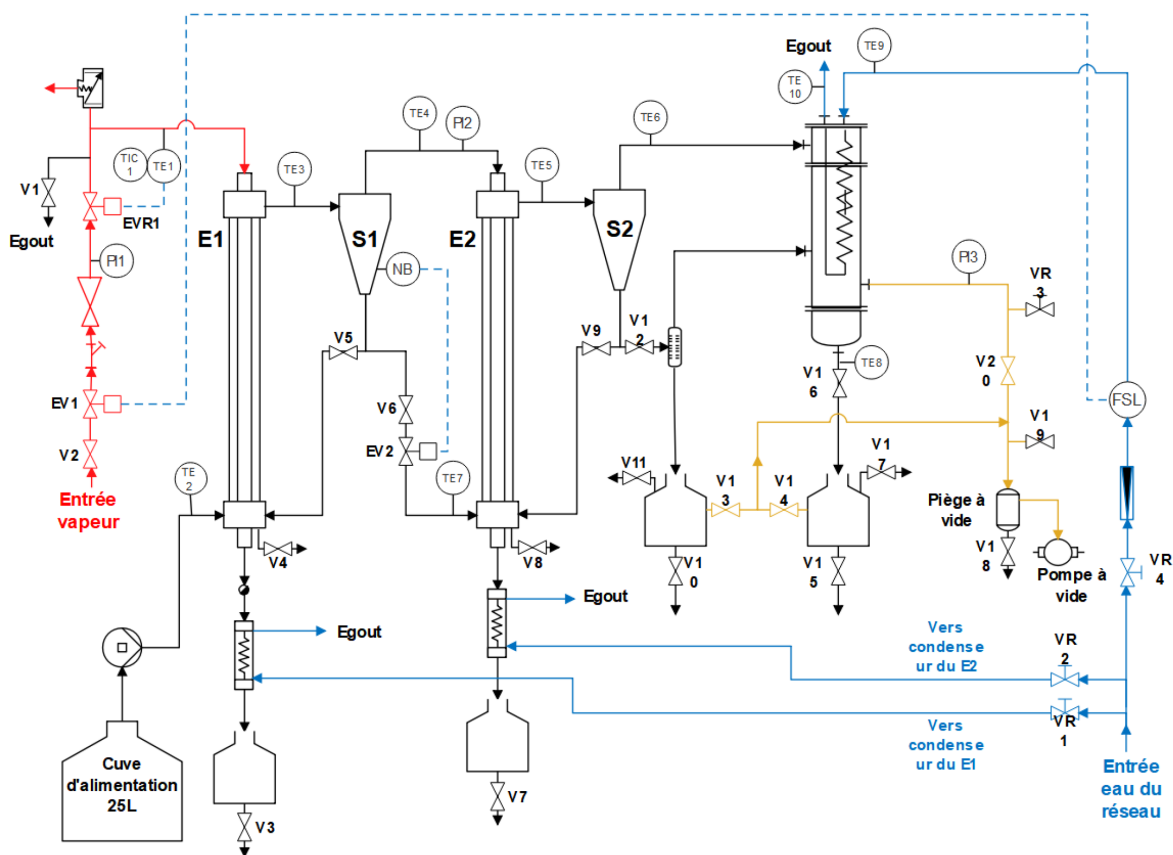 Egout
TE9
TE
10
TE4
PI2
TE6
TIC
1
TE1
TE3
TE5
V1
EVR1
Egout
E1
S1
E2
S2
NB
PI1
PI3
VR
3
V5
V9
V1
2
V1
6
TE8
V2
0
EV1
V6
FSL
V2
EV2
V1
9
TE
2
TE7
V11
V1
3
V1
4
V1
7
Entrée
vapeur
Piège à
vide
V4
V8
V1
0
V1
5
V1
8
Pompe à
vide
VR
4
Egout
Egout
Vers
condense
ur du E2
VR
2
VR
1
Vers
condense
ur du E1
Cuve
d'alimentation
25L
V3
V7
Entrée
eau du
réseau